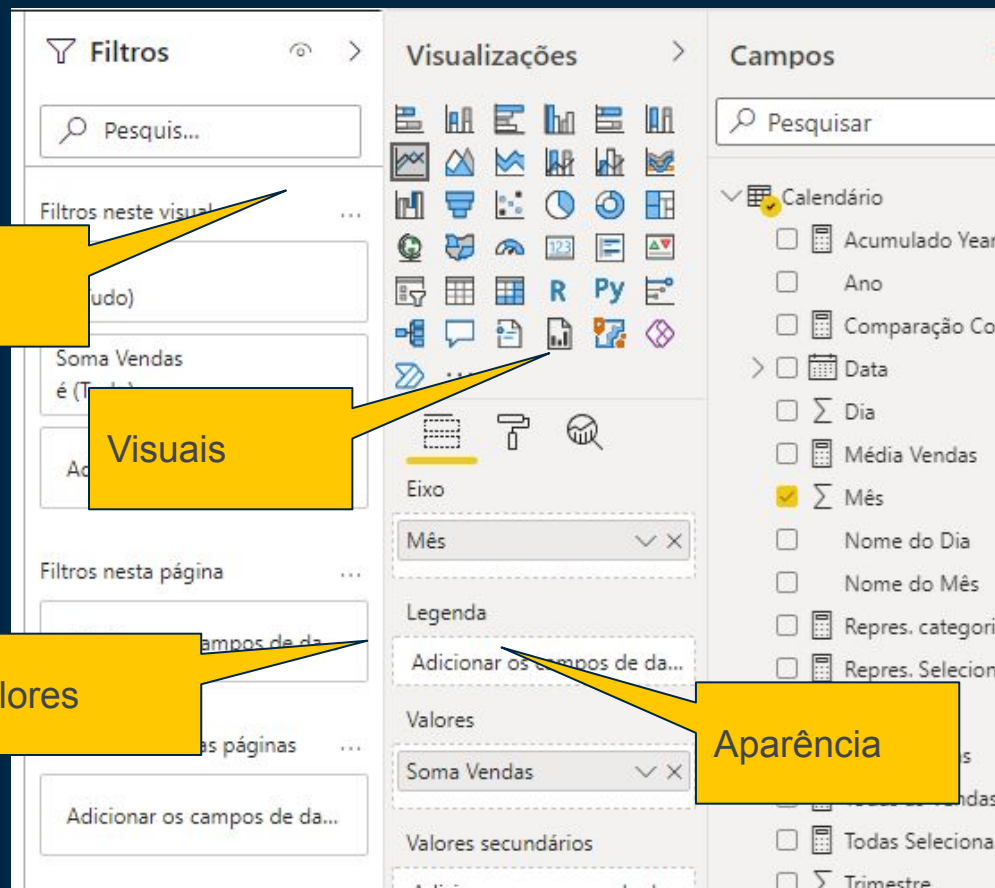 Filtros
Pesquis...
Filtros neste visual
...
udo)
Soma Vendas
é (T
Visuais
Filtros nesta página
...
ampos de da...
lores
as páginas
...
Adicionar os campos de da...
Visualizações
123
R
Py
...
Eixo
Mês
Legenda
Adicionar os campos de da...
Valores
Soma Vendas
Valores secundários
Aparência
Campos
Pesquisar
Calendário
Acumulado Year
Ano
Comparação Co
Data
Dia
Média Vendas
Mês
Nome do Dia
Nome do Mês
Repres. categori
Repres. Selecion
Todas Seleciona
Trimestre